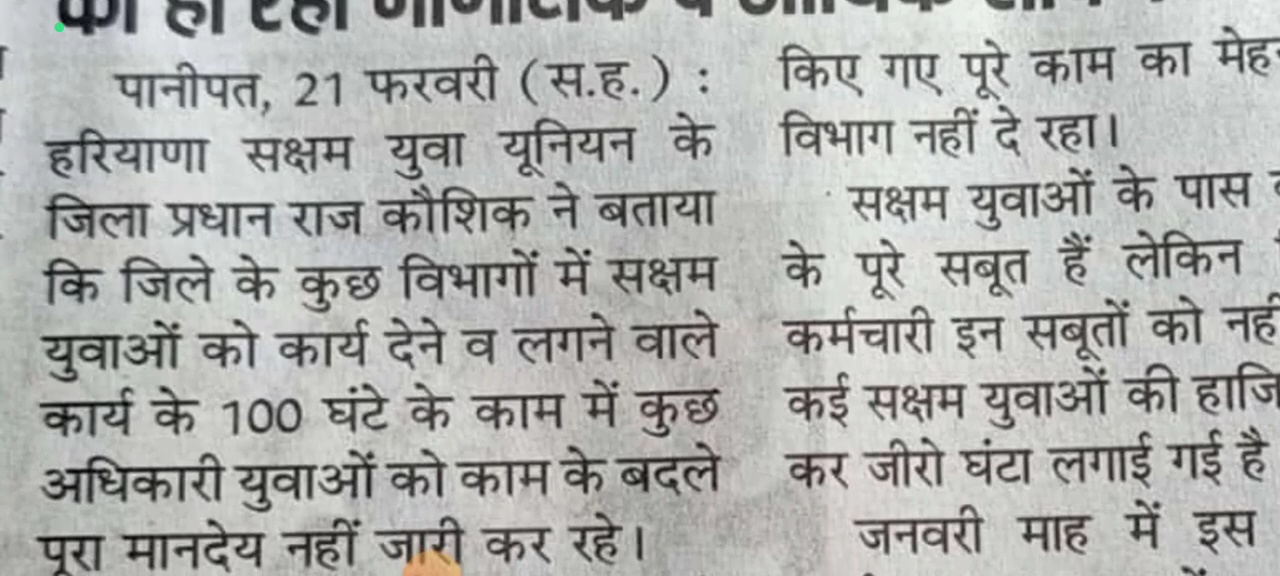 पानीपत, 21 फरवरी (स.ह.) :
हरियाणा सक्षम युवा यूनियन के
जिला प्रधान राज कौशिक ने बताया
कि जिले के कुछ विभागों में सक्षम
युवाओं को कार्य देने व लगने वाले
कार्य के 100 घंटे के काम में कुछ
अधिकारी युवाओं को काम के बदले
पूरा मानदेय नहीं जारी कर रहे।
किए गए पूरे काम का
विभाग नहीं दे रहा।
सक्षम युवाओं के पास
के पूरे सबूत हैं लेकिन
कर्मचारी इन सबूतों को
कई सक्षम युवाओं की
कर जीरो घंटा लगाई गई है
जनवरी माह में इस